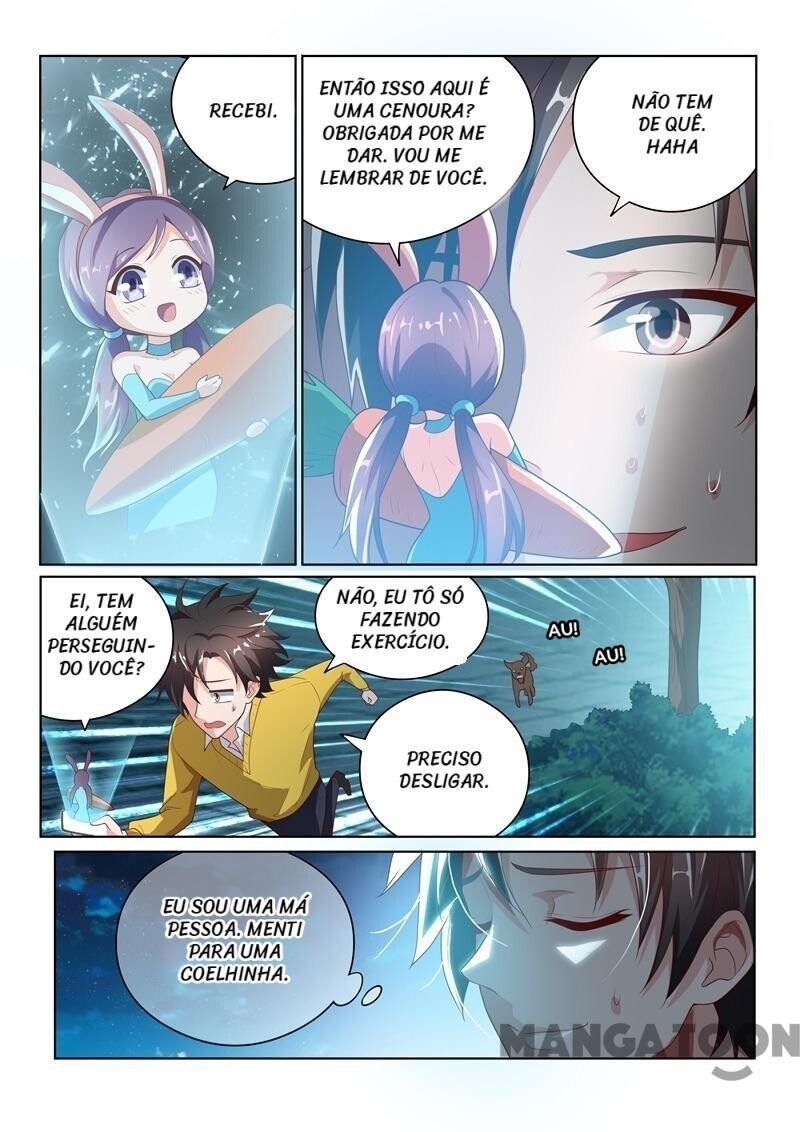 RECEBI.
ENTÃO ISSO AQUI É
UMA CENOURA?
OBRIGADA POR ME
DAR. VOU ME
LEMBRAR DE VOCÊ.
NÃO TEM
DE QUÊ.
HAHA
EI, TEM
ALGUÉM
PERSEGUIN-
DO VOCÊ?
NÃO, EU TÔ SÓ
FAZENDO
EXERCÍCIO.
AU!
AU!
PRECISO
DESLIGAR.
EU SOU UMA MÁ
PESSOA. MENTI
PARA UMA
COELHINHA.
MANGATOON